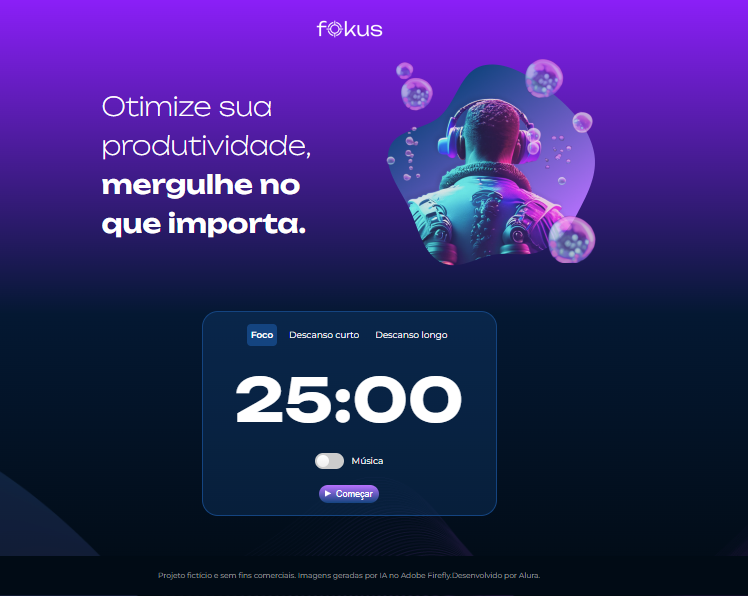 fokus
Otimize sua
produtividade,
mergulhe no
que importa.
Foco Descanso curto Descanso longo
25:00
Música
Começar
Projeto fictício e sem fins comerciais. Imagens geradas por IA no Adobe Firefly.Desenvolvido por Alura.